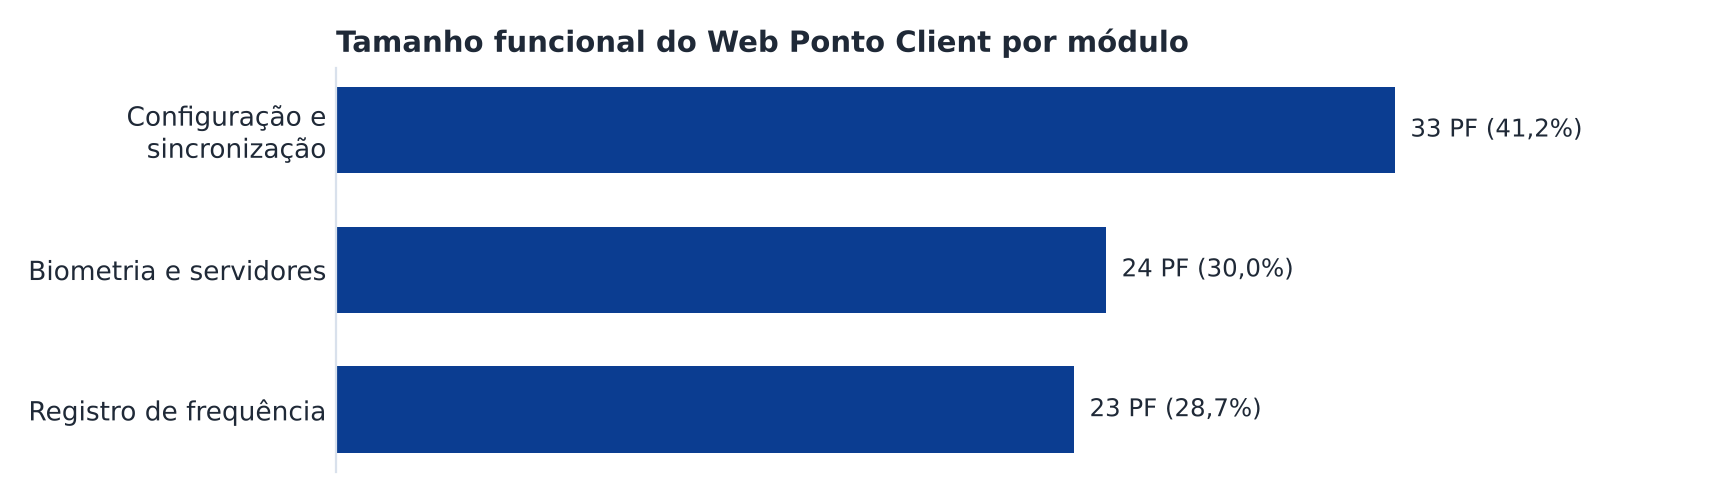 Tamanho funcional do Web Ponto Client por módulo
Configuração e
sincronização
33 PF (41,2%)
Biometria e servidores
24 PF (30,0%)
Registro de frequência
23 PF (28,7%)